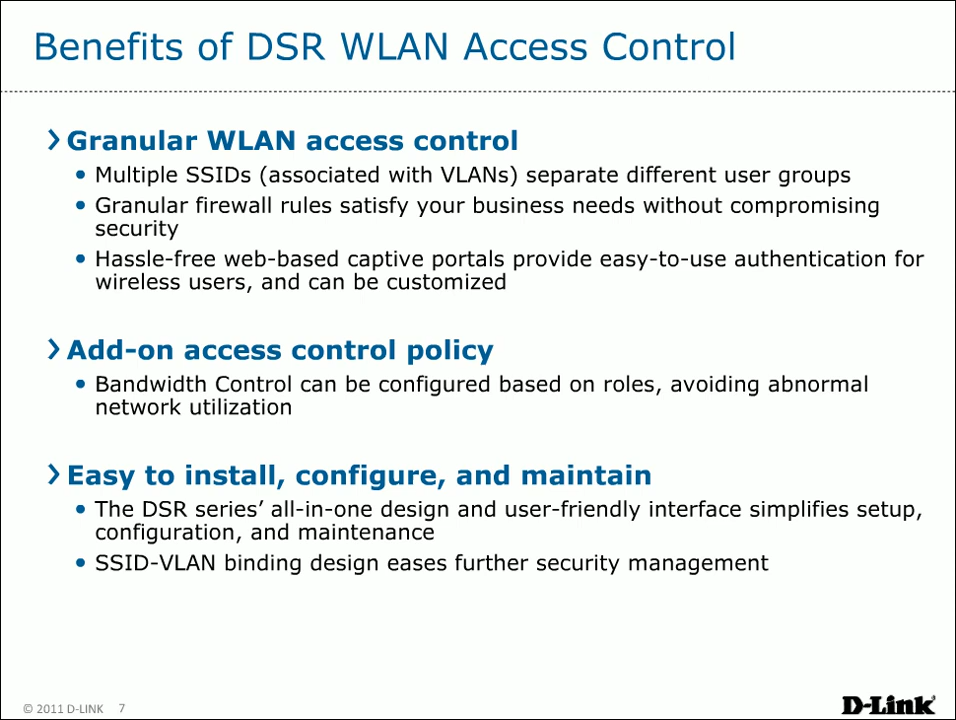 Benefits of DSR WLAN Access Control
Granular WLAN access control
• Multiple SSIDs (associated with VLANs) separate different user groups
• Granular firewall rules satisfy your business needs without compromising
security
• Hassle-free web-based captive portals provide easy-to-use authentication for
wireless users, and can be customized
Add-on access control policy
• Bandwidth Control can be configured based on roles, avoiding abnormal
network utilization
Easy to install, configure, and maintain
• The DSR series’ all-in-one design and user-friendly interface simplifies setup,
configuration, and maintenance
• SSID-VLAN binding design eases further security management
© 2011 D-LINK 7
D-Link